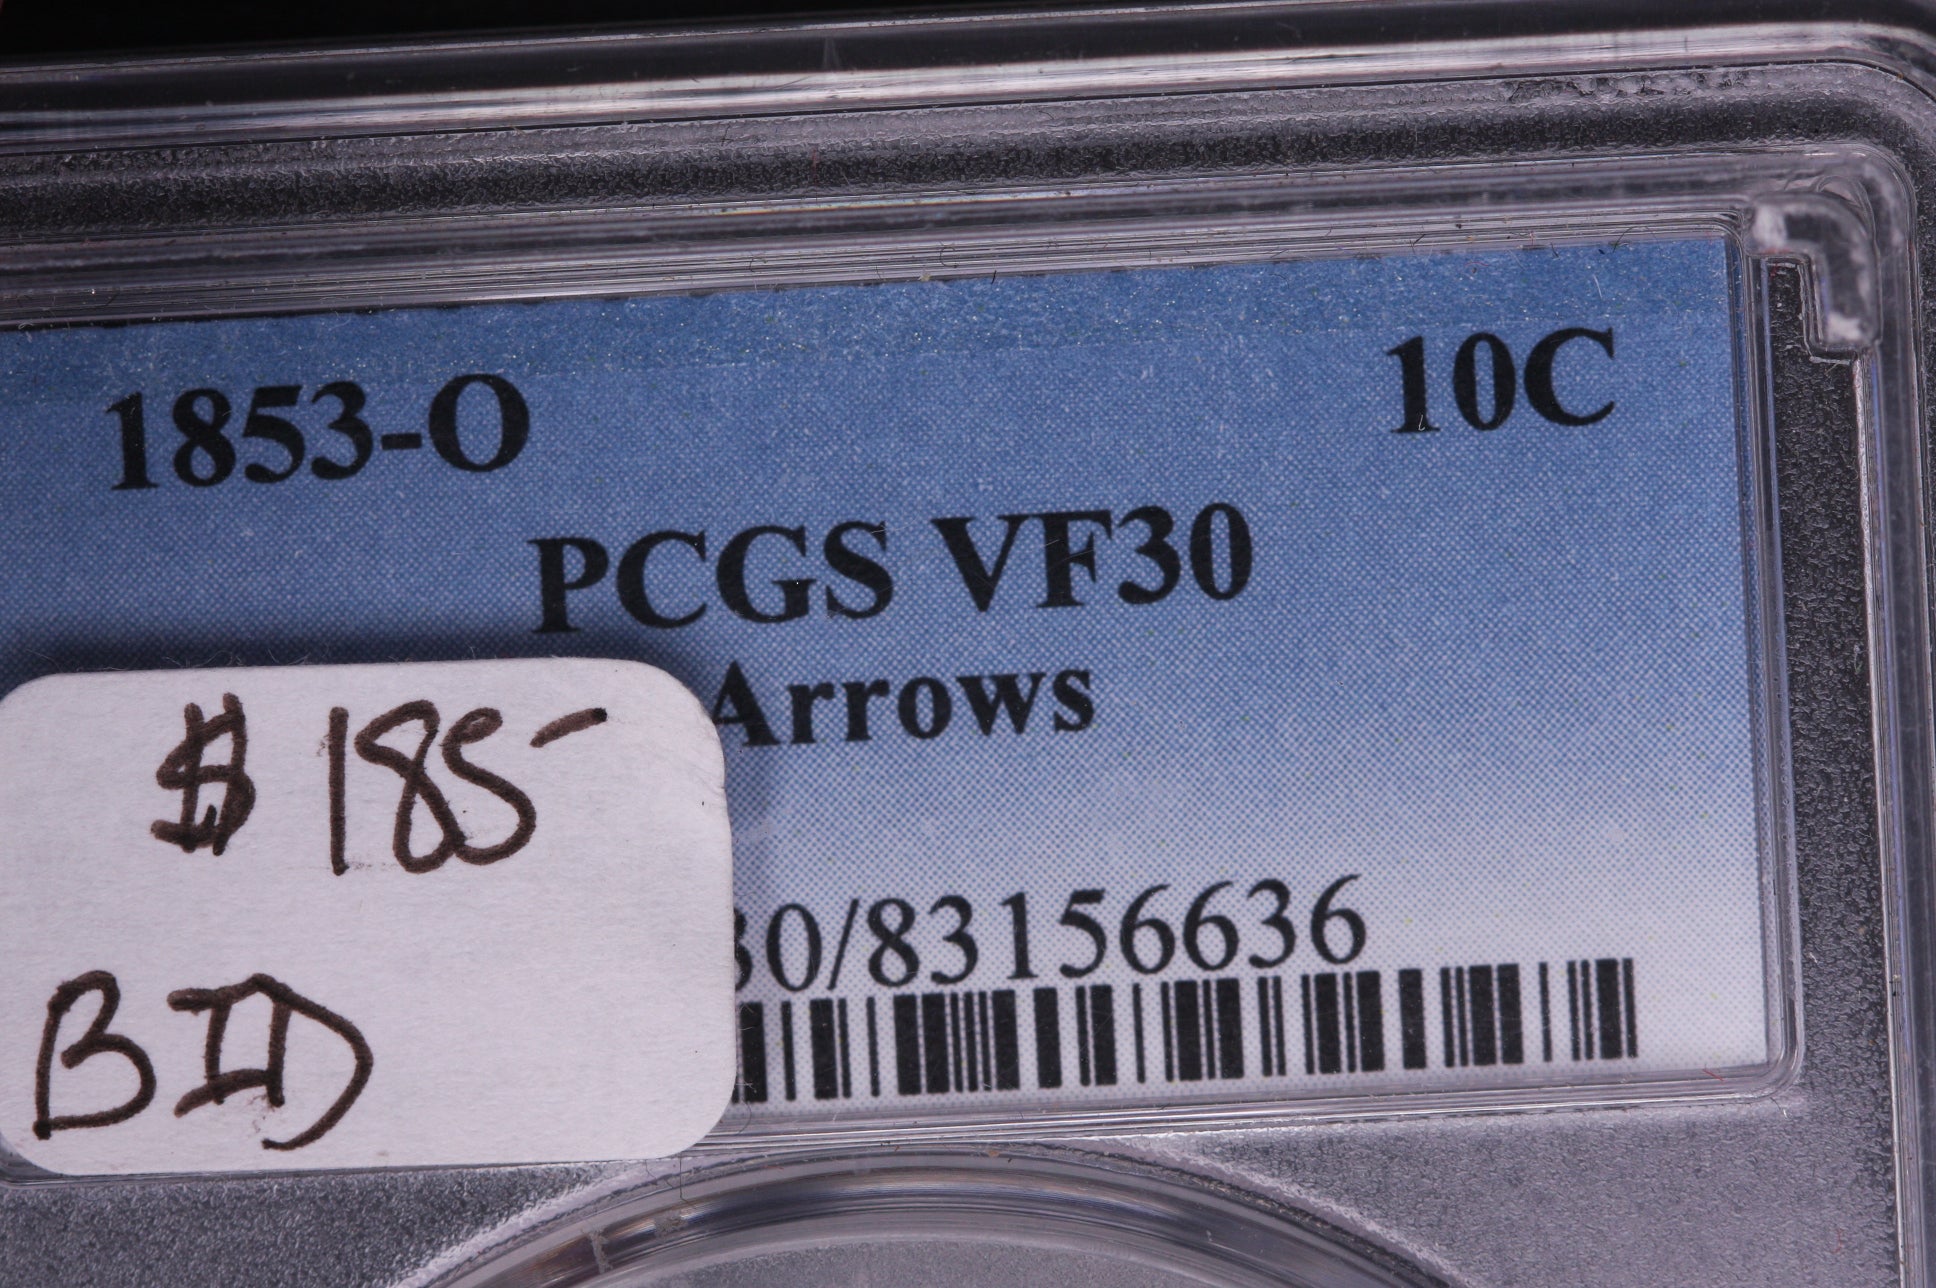 1853-O 10C
PCGS VF30
Arrows
30/83156636
$185-
BID